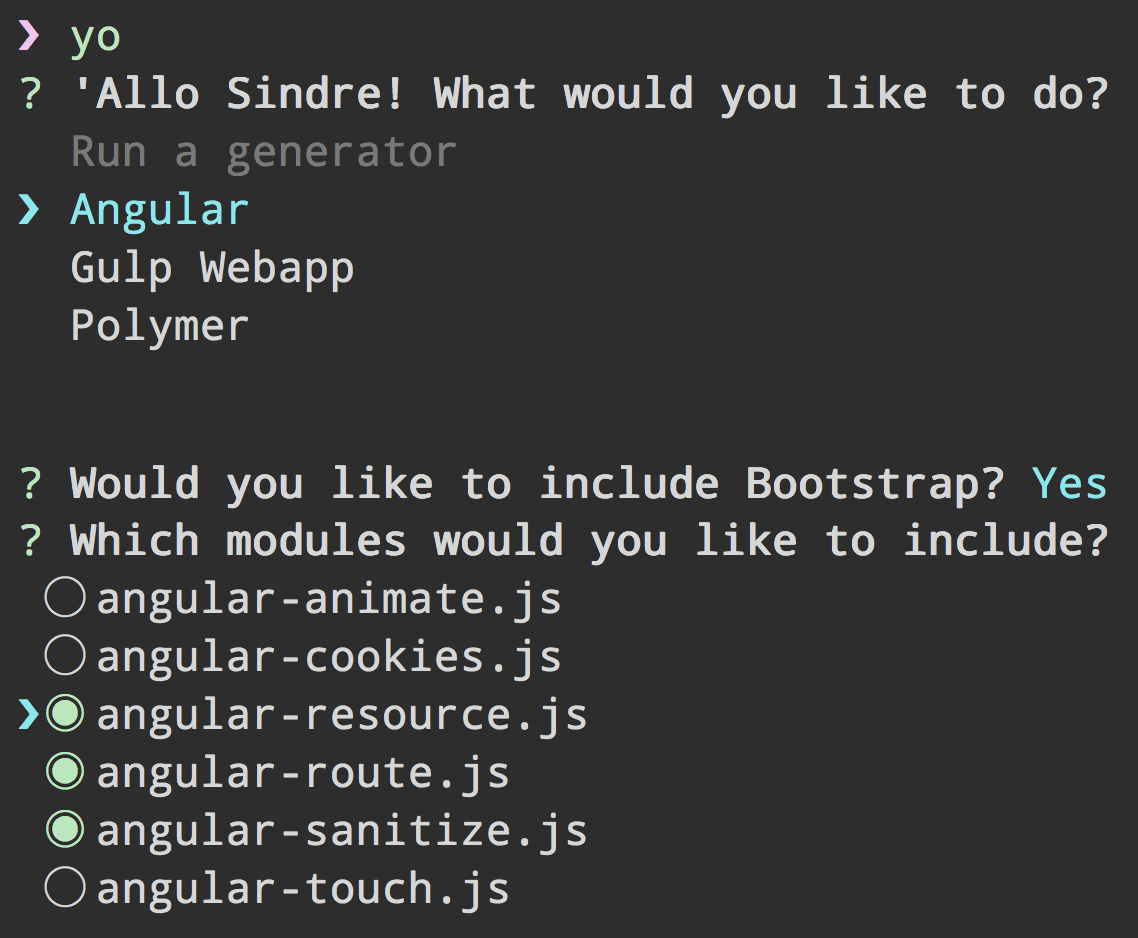 ❯ yo
? 'Allo Sindre! What would you like to do?
Run a generator
❯ Angular
Gulp Webapp
Polymer
? Would you like to include Bootstrap? Yes
? Which modules would you like to include?
◯ angular-animate.js
◯ angular-cookies.js
❯◉ angular-resource.js
◉ angular-route.js
◉ angular-sanitize.js
◯ angular-touch.js